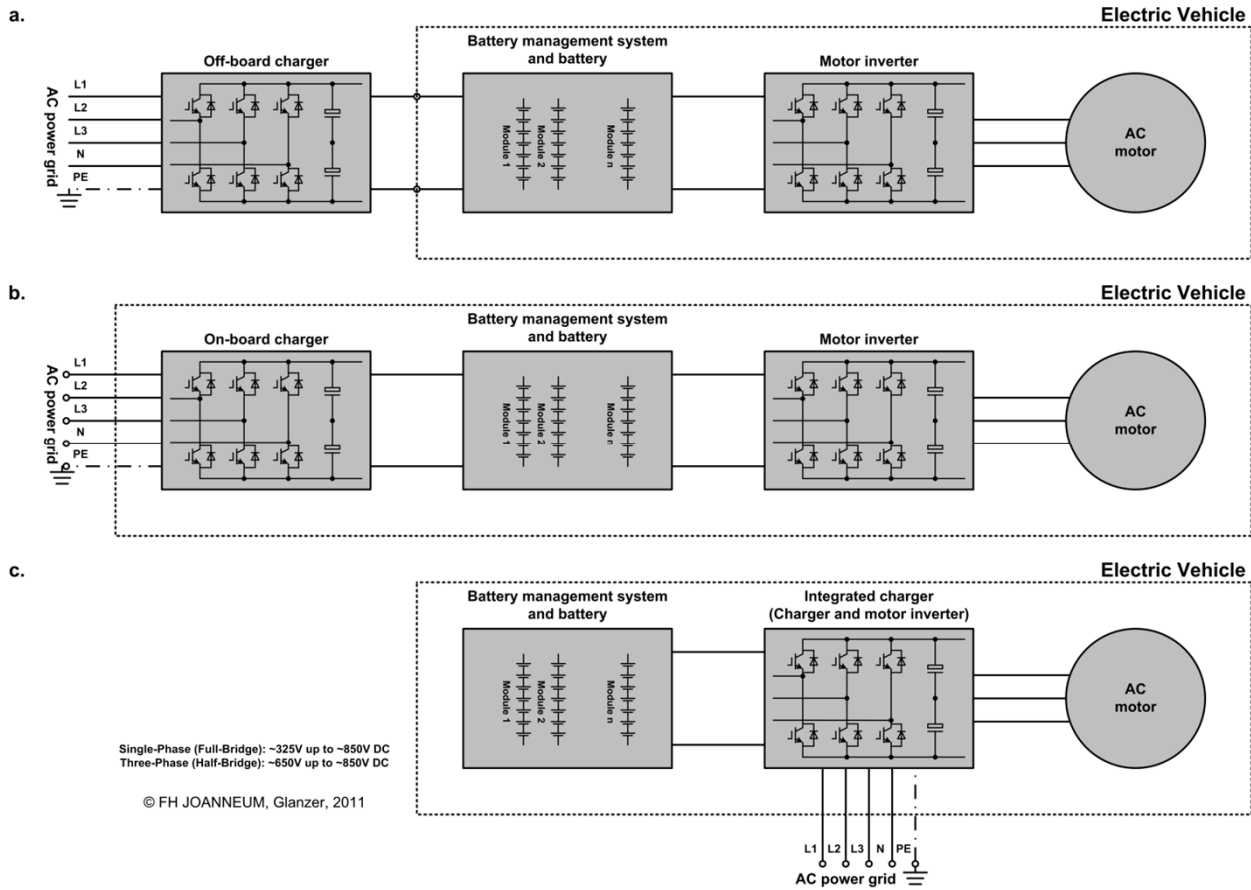 a.
Electric Vehicle
Off-board charger
Battery management system
and battery
Motor inverter
AC power grid
L1
L2
L3
N
PE
Module 1
Module 2
Module n
AC
motor
b.
Electric Vehicle
On-board charger
Battery management system
and battery
Motor inverter
AC power grid
L1
L2
L3
N
PE
Module 1
Module 2
Module n
AC
motor
c.
Electric Vehicle
Battery management system
and battery
Integrated charger
(Charger and motor inverter)
Module 1
Module 2
Module n
AC
motor
Single-Phase (Full-Bridge): ~325V up to ~850V DC
Three-Phase (Half-Bridge): ~650V up to ~850V DC
© FH JOANNEUM, Glanzer, 2011
L1 L2 L3 N PE
AC power grid